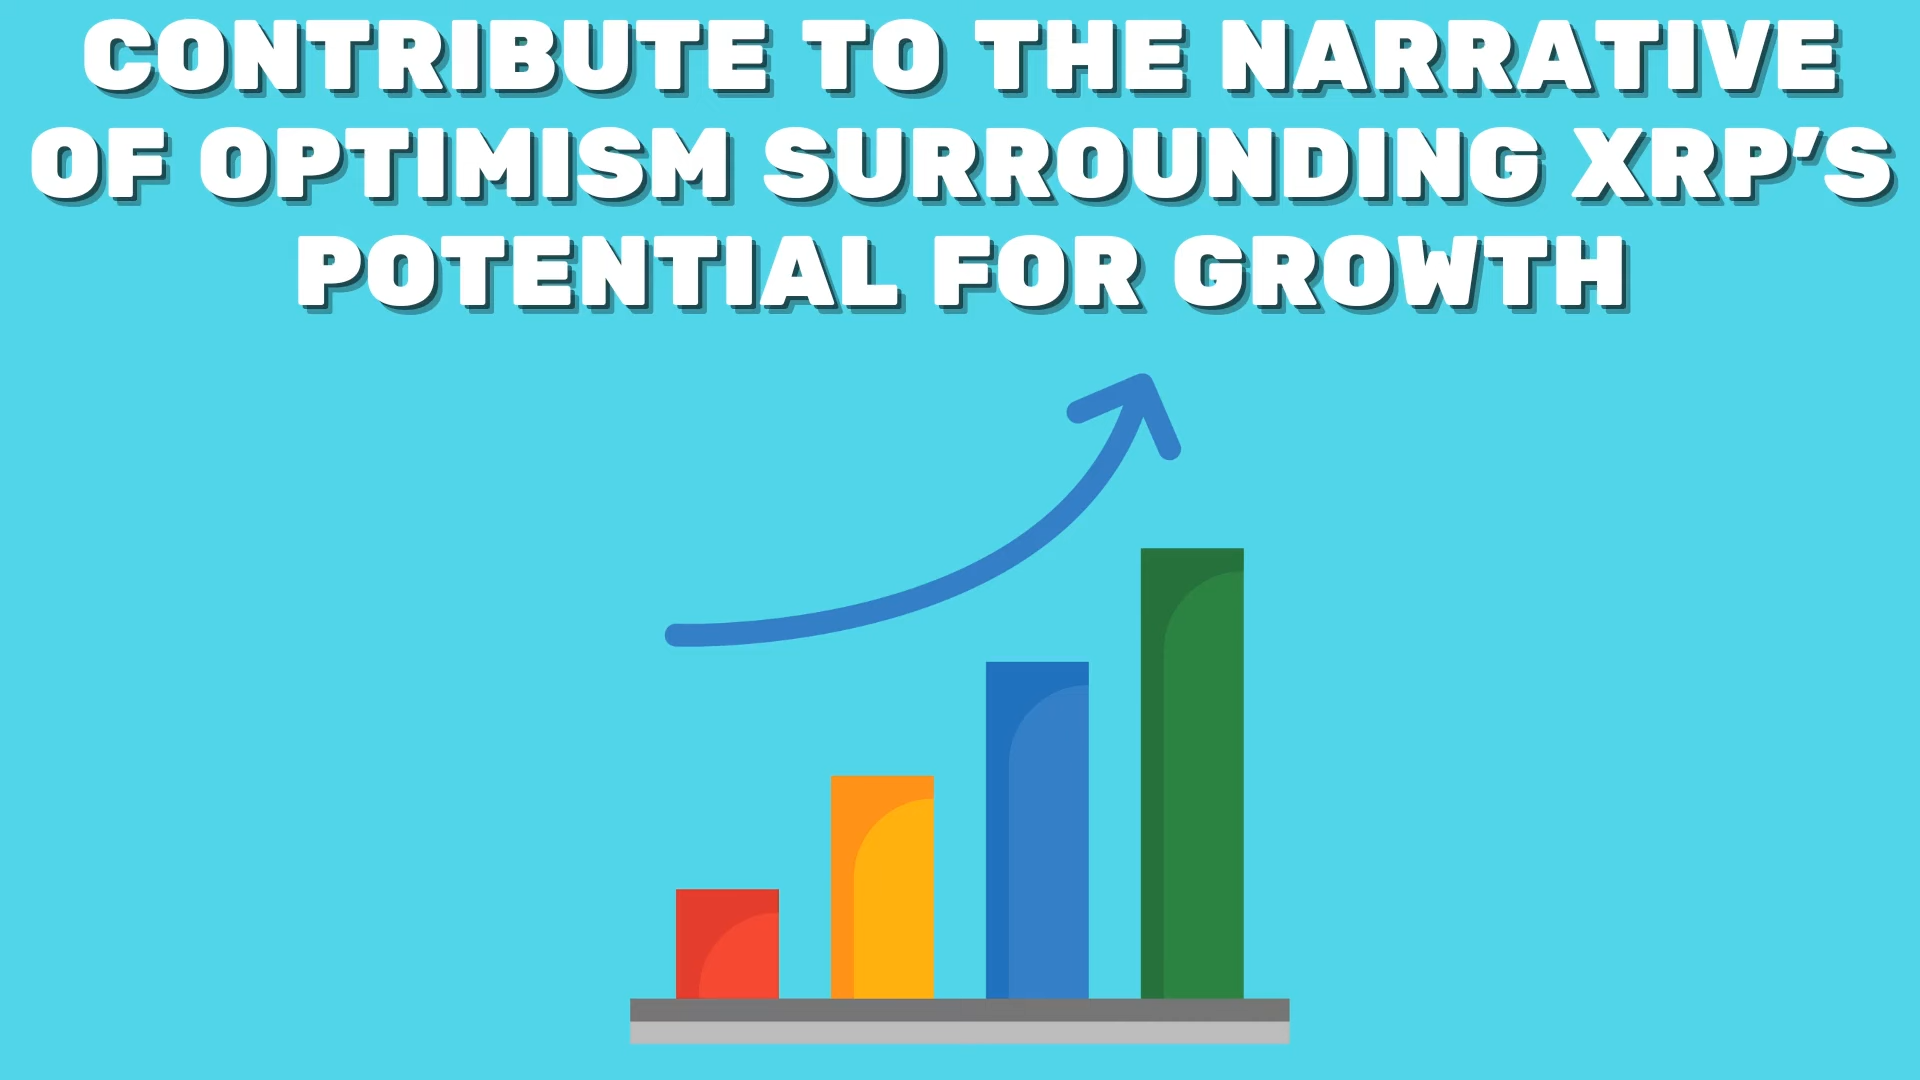 CONTRIBUTE TO THE NARRATIVE
OF OPTIMISM SURROUNDING XRP'S
POTENTIAL FOR GROWTH